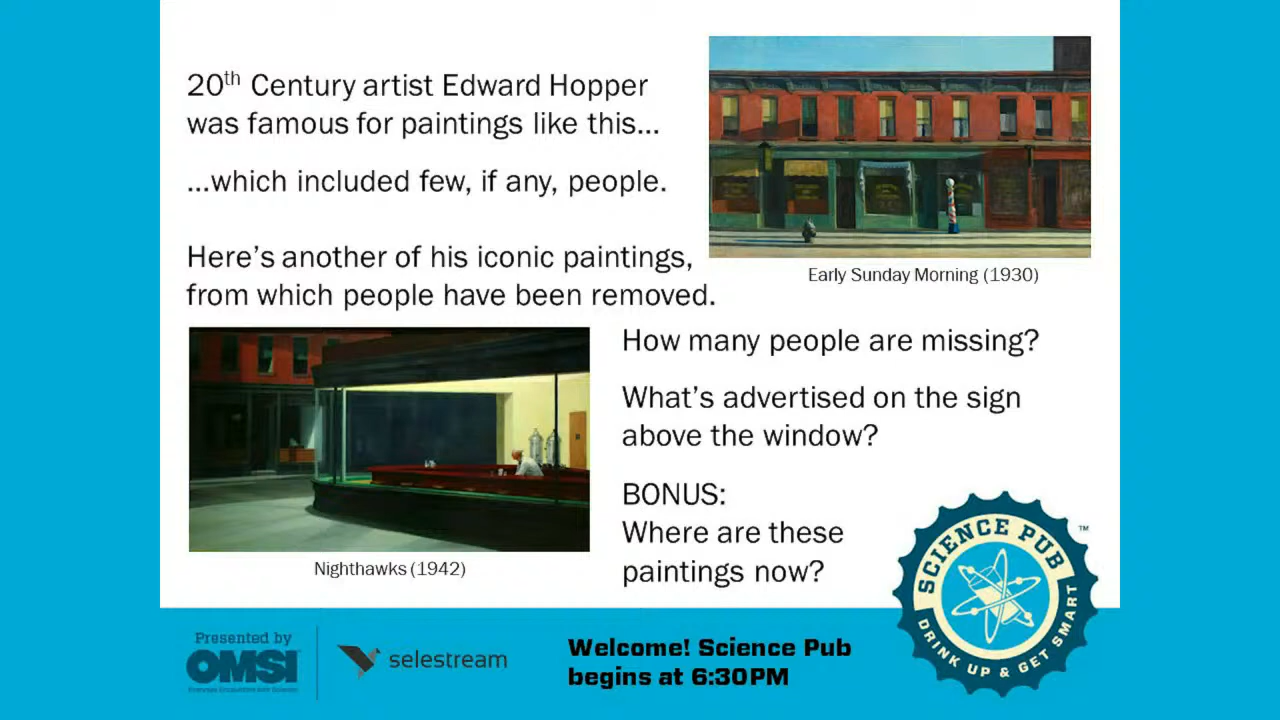 20th Century artist Edward Hopper
was famous for paintings like this...
...which included few, if any, people.
Early Sunday Morning (1930)
Here's another of his iconic paintings,
from which people have been removed.
Nighthawks (1942)
How many people are missing?
What's advertised on the sign
above the window?
BONUS:
Where are these
paintings now?
SCIENCE PUB
DRINK UP & GET SMART
™
Presented by
OMSI
selestream
Welcome! Science Pub
begins at 6:30PM